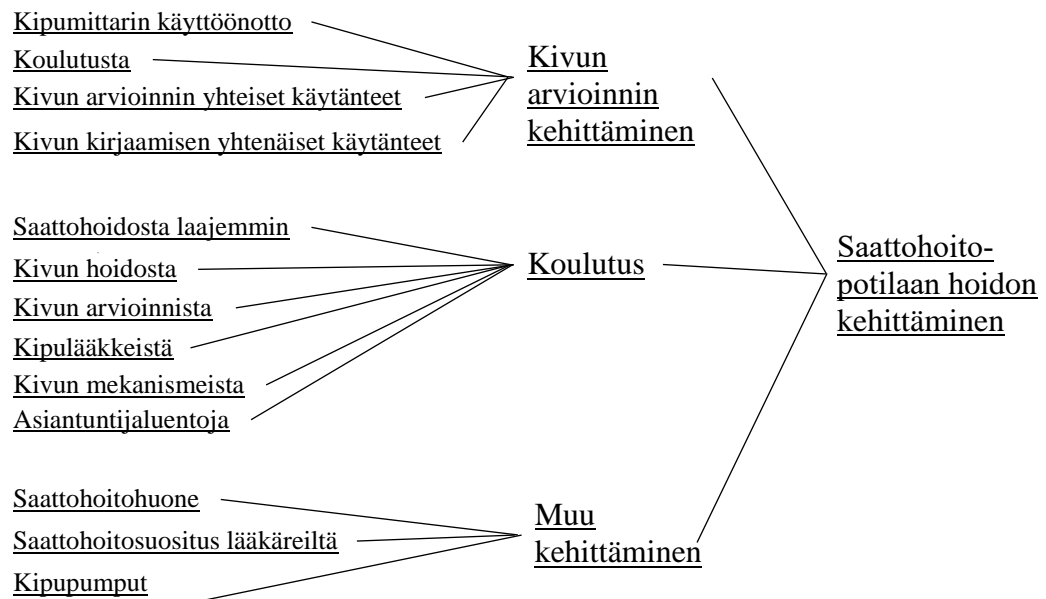 Kipumittarin käyttöönotto
Koulutusta
Kivun arvioinnin yhteiset käytänteet
Kivun kirjaamisen yhtenäiset käytänteet
Kivun
arvioinnin
kehittäminen
Saattohoidosta laajemmin
Kivun hoidosta
Kivun arvioinnista
Kipulääkkeistä
Kivun mekanismeista
Asiantuntijaluentoja
Koulutus
Saattohoito-
potilaan hoidon
kehittäminen
Saattohoitohuone
Saattohoitosuositus lääkäreiltä
Kipupumput
Muu
kehittäminen